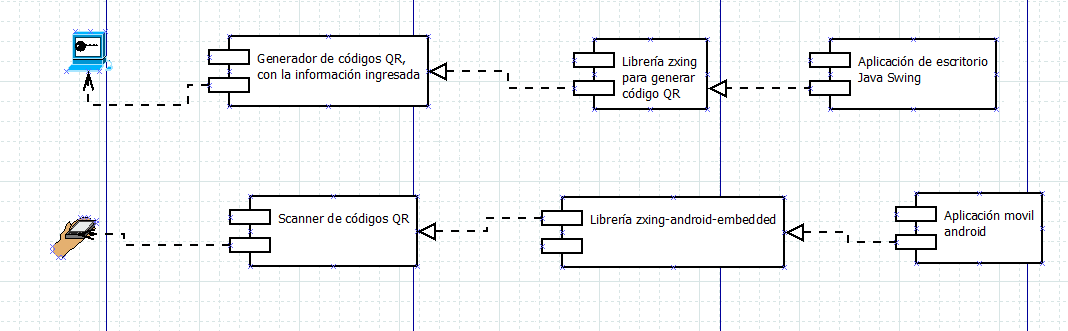 Generador de códigos QR,
con la información ingresada
Librería zxing
para generar
código QR
Aplicación de escritorio
Java Swing
Scanner de códigos QR
Librería zxing-android-embedded
Aplicación movil
android